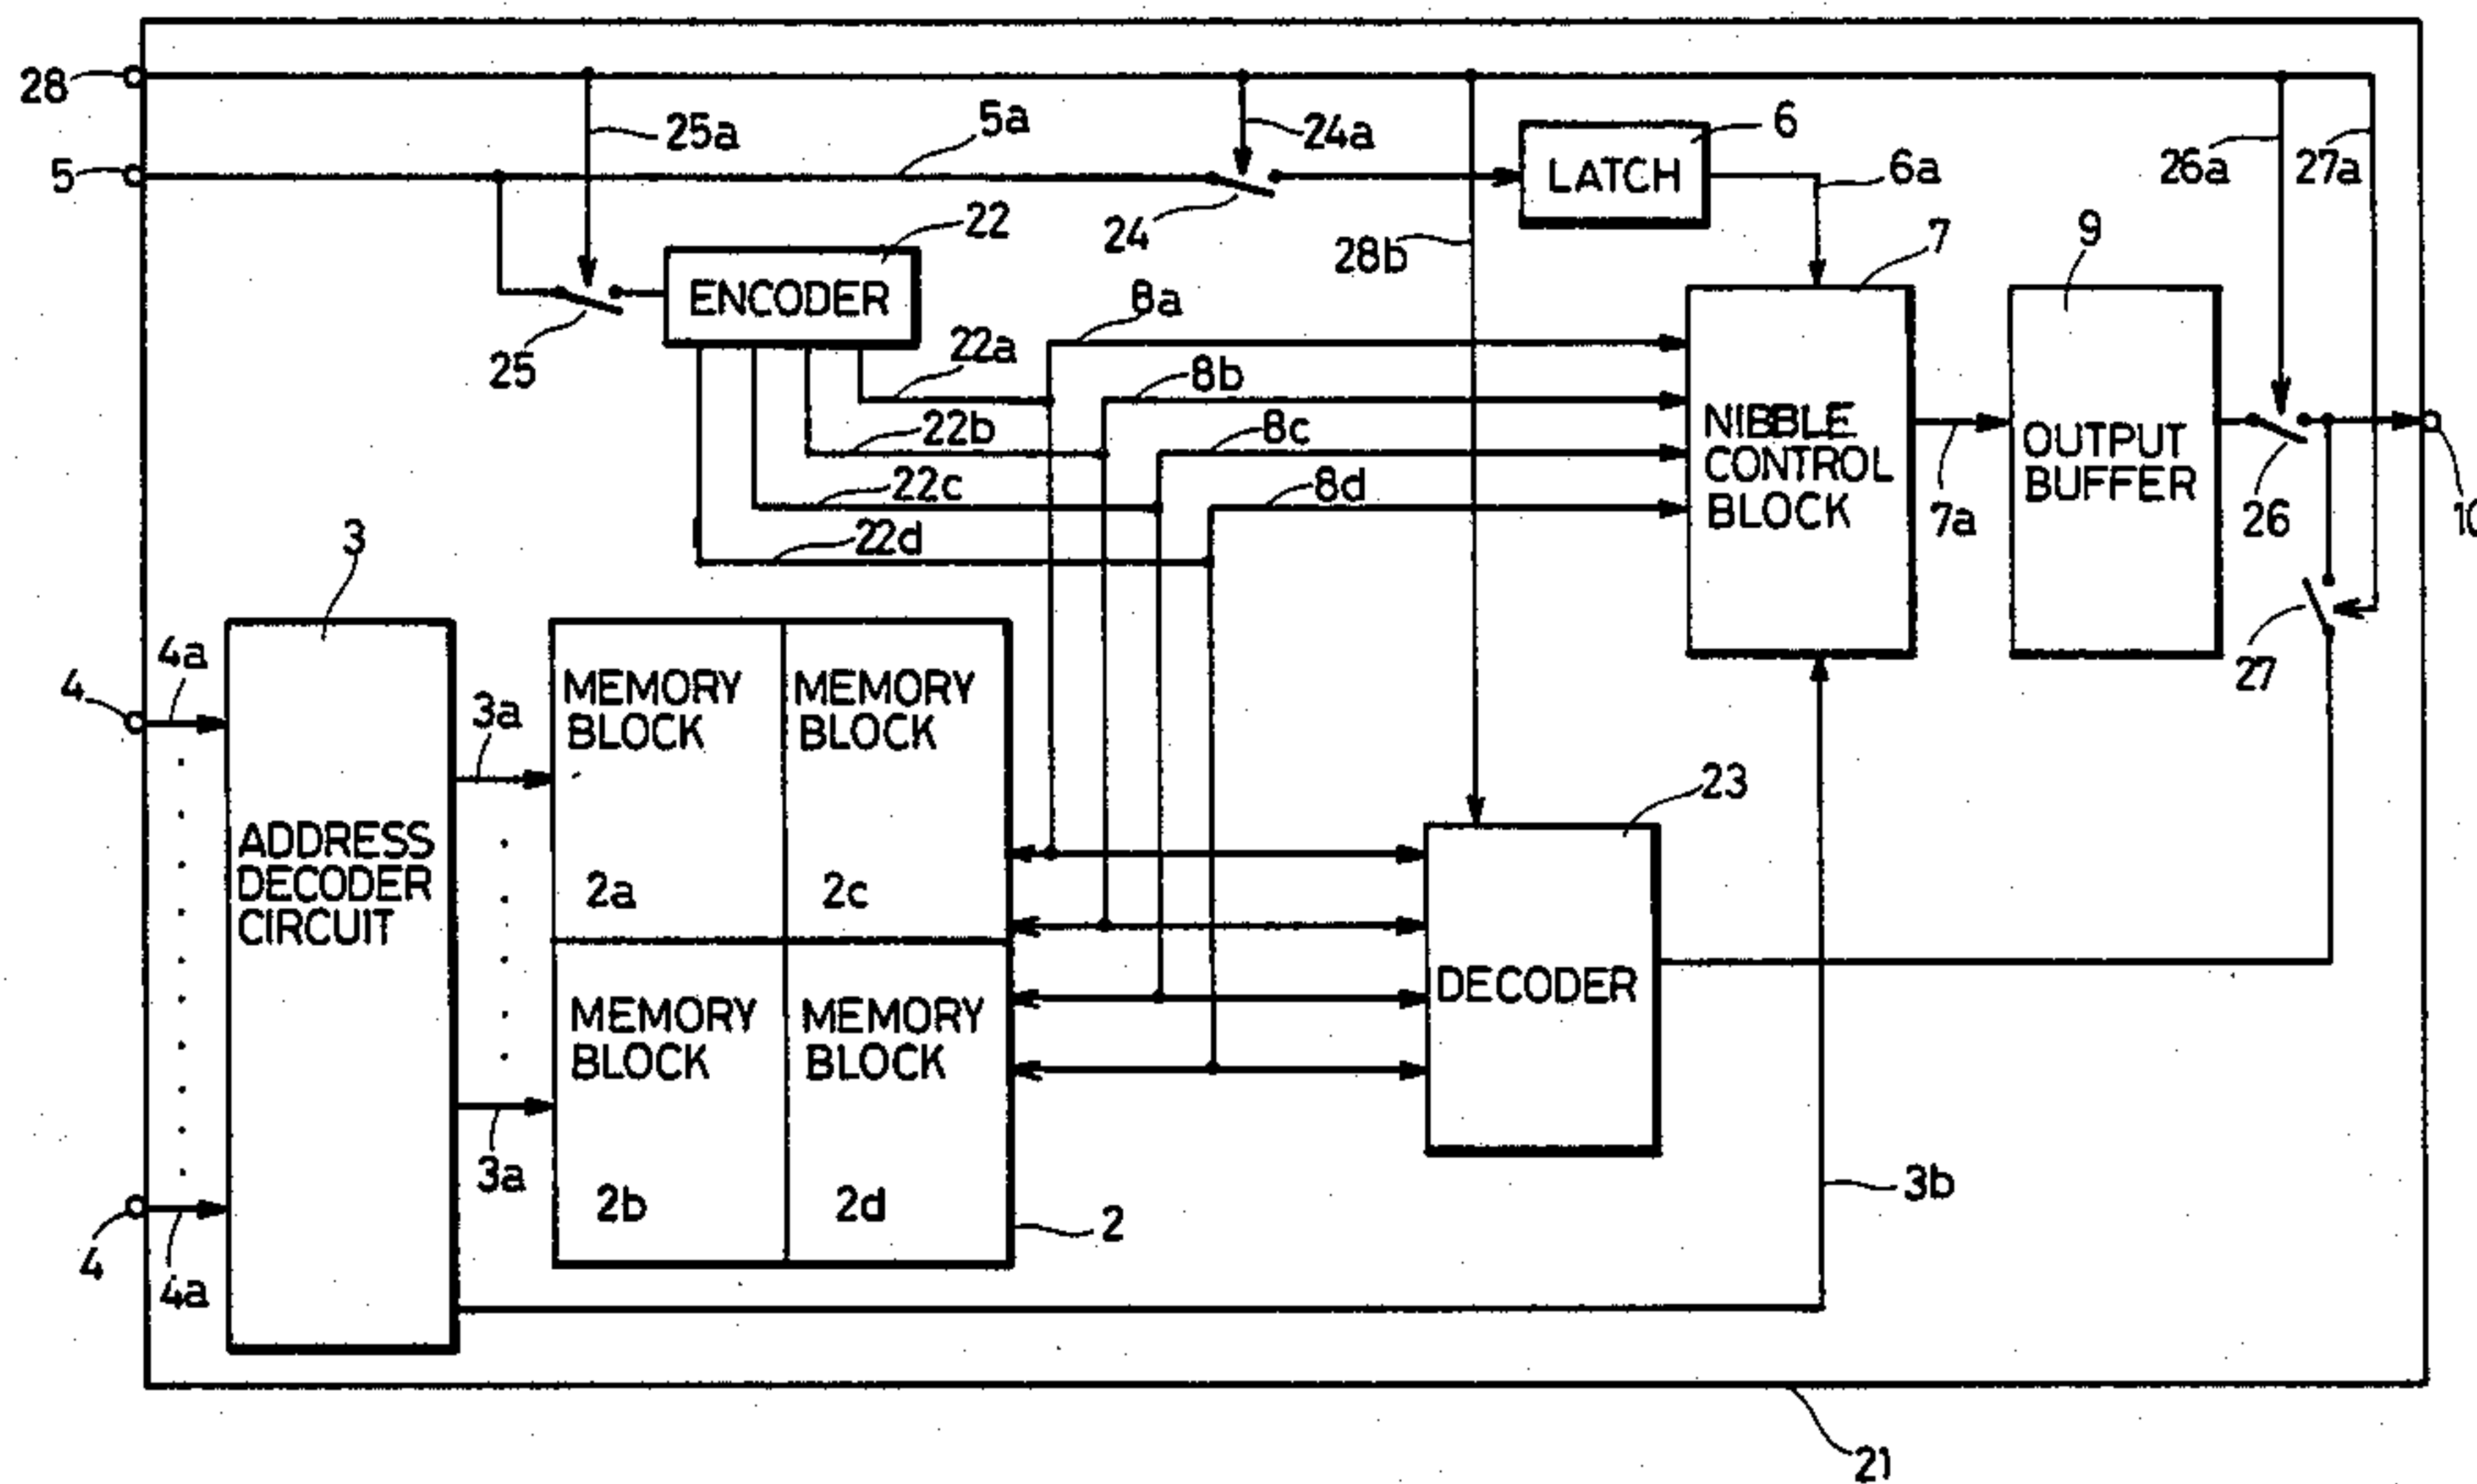 28
25a
5a
24a
6
LATCH
6a
26a
27a
5
22
24
28b
7
9
ENCODER
25
22a
8a
8b
22b
8c
22c
8d
22d
NIBBLE
CONTROL
BLOCK
7a
OUTPUT
BUFFER
26
10
27
3
4a
4
3a
ADDRESS
DECODER
CIRCUIT
MEMORY
BLOCK
2a
MEMORY
BLOCK
2c
MEMORY
BLOCK
2b
MEMORY
BLOCK
2d
23
DECODER
3a
3b
2
4
4a
21